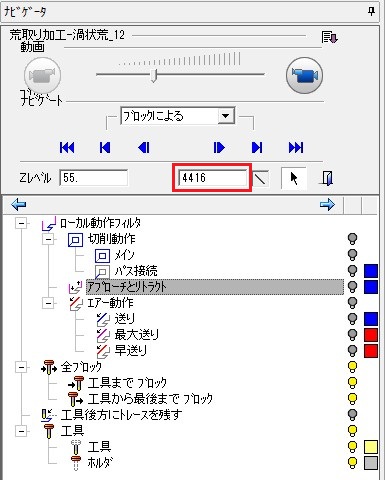 ﾅﾋﾞｹﾞｰﾀ
荒取り加工-渦状荒_12
動画
ﾅﾋﾞｹﾞｰﾄ
ﾌﾞﾛｯｸによる
Zﾚﾍﾞﾙ 55. 4416
ﾛｰｶﾙ動作ﾌｨﾙﾀ
切削動作
ﾒｲﾝ
ﾊﾟｽ接続
ｱﾌﾟﾛｰﾁとﾘﾄﾗｸﾄ
ｴｱｰ動作
送り
最大送り
早送り
全ﾌﾞﾛｯｸ
工具まで ﾌﾞﾛｯｸ
工具から最後まで ﾌﾞﾛｯｸ
工具後方にﾄﾚｰｽを残す
工具
工具
ﾎﾙﾀﾞ